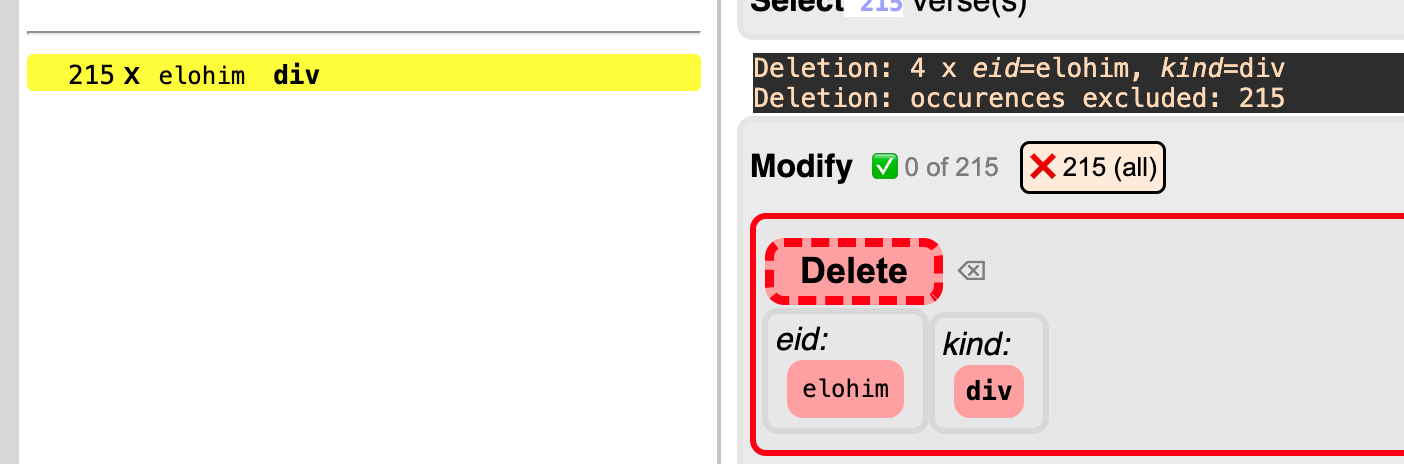 215 x elohim div
Select 215 verse(s)
Deletion: 4 x eid=elohim, kind=div
Deletion: occurences excluded: 215
Modify ✅ 0 of 215 ❌ 215 (all)
Delete ⌫
eid:
elohim
kind:
div